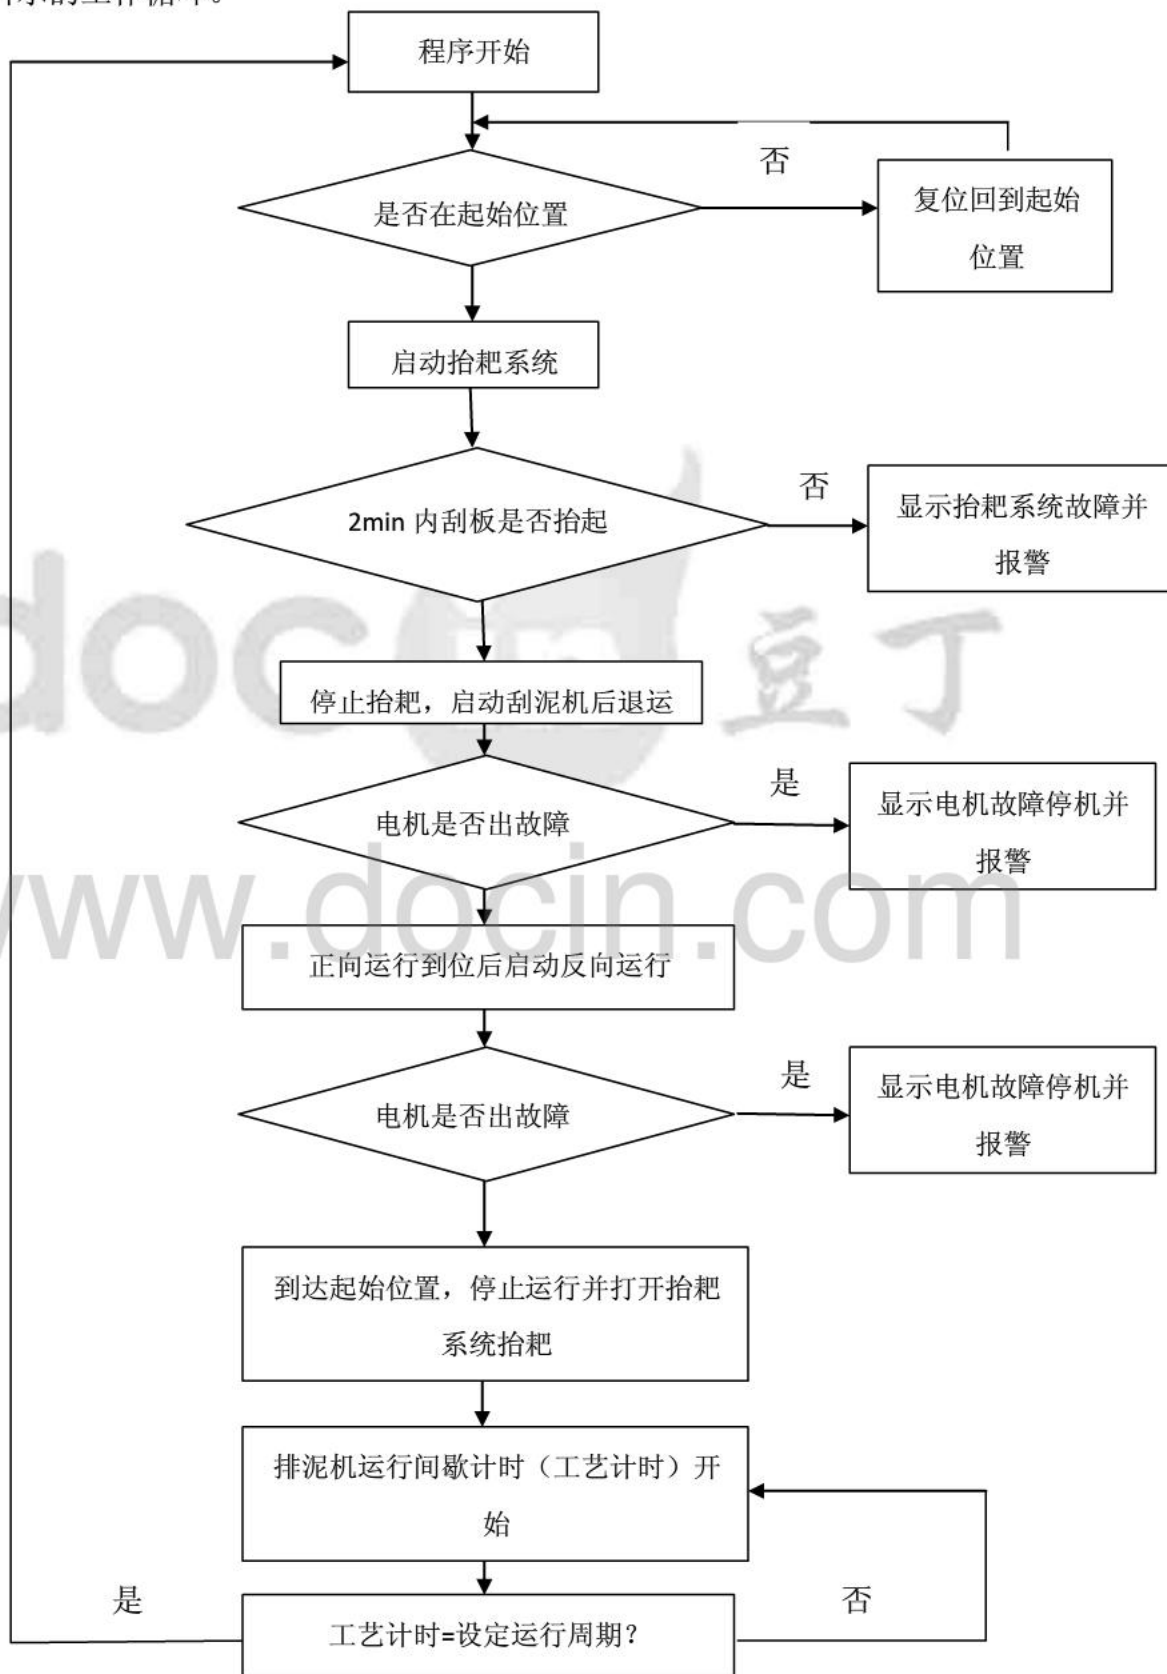 程序开始
否
是否在起始位置
复位回到起始
位置
启动抬耙系统
否
2min 内刮板是否抬起
显示抬耙系统故障并
报警
doc 豆丁
停止抬耙，启动刮泥机后退运
是
电机是否出故障
显示电机故障停机并
报警
www.docin.com
正向运行到位后启动反向运行
是
电机是否出故障
显示电机故障停机并
报警
到达起始位置，停止运行并打开抬耙
系统抬耙
排泥机运行间歇计时（工艺计时）开
始
是
否
工艺计时=设定运行周期？